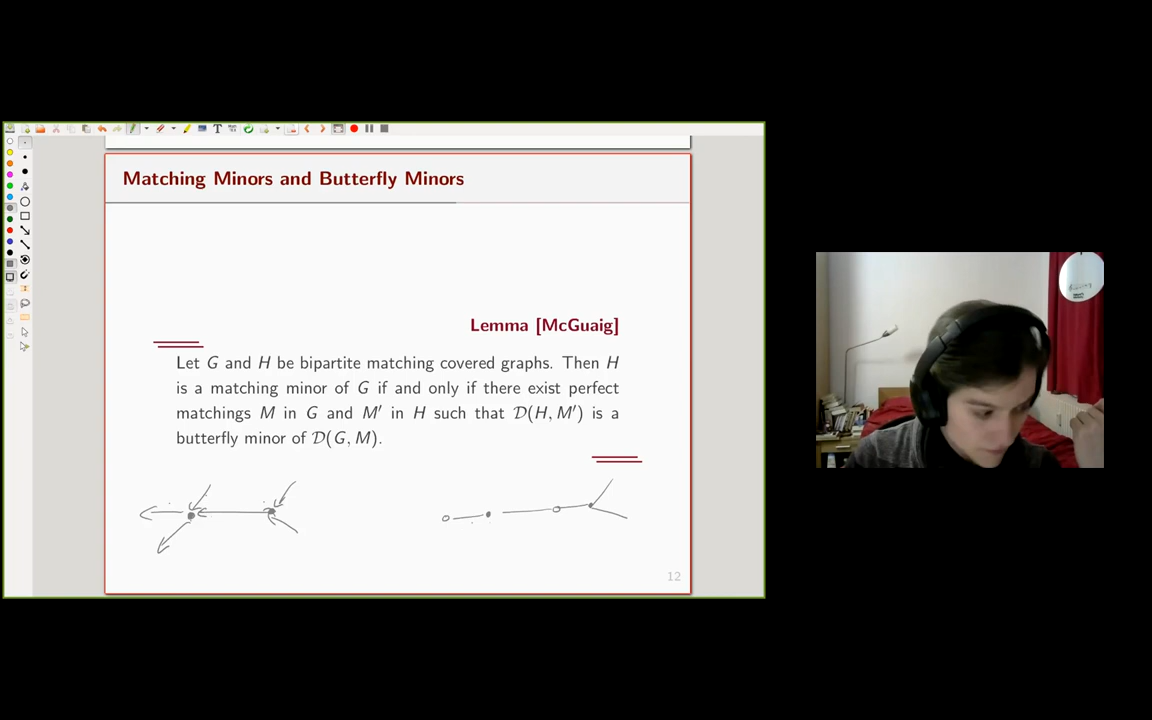 Matching Minors and Butterfly Minors
Lemma [McGuaig]
Let G and H be bipartite matching covered graphs. Then H
is a matching minor of G if and only if there exist perfect
matchings M in G and M′ in H such that 𝒟(H, M′) is a
butterfly minor of 𝒟(G, M).
12